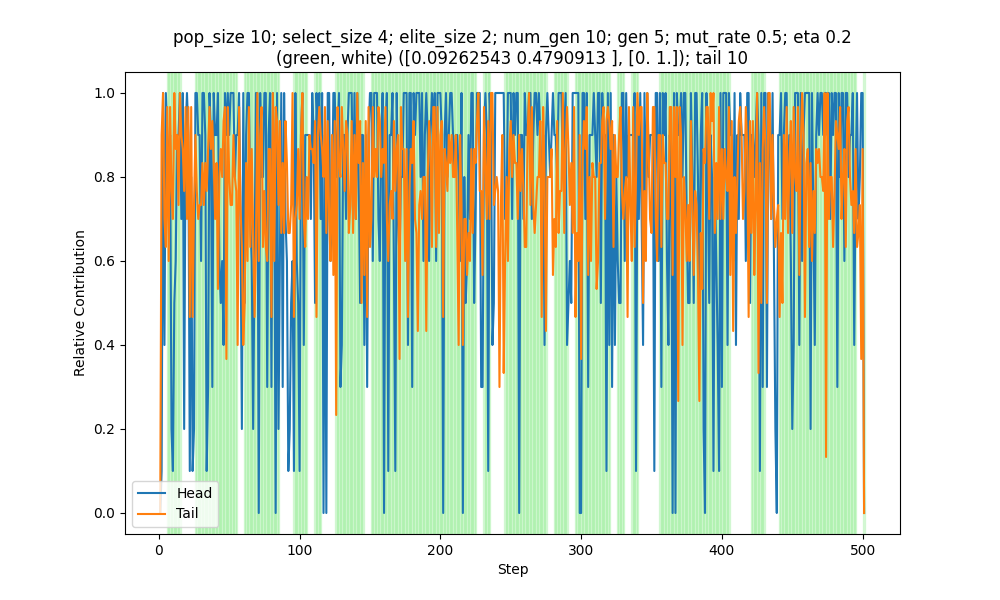 pop_size 10; select_size 4; elite_size 2; num_gen 10; gen 5; mut_rate 0.5; eta 0.2
(green, white) ([0.09262543 0.4790913 ], [0. 1.]); tail 10
1.0
0.8
0.6
0.4
0.2
0.0
Relative Contribution
Head
Tail
0
100
200
300
400
500
Step